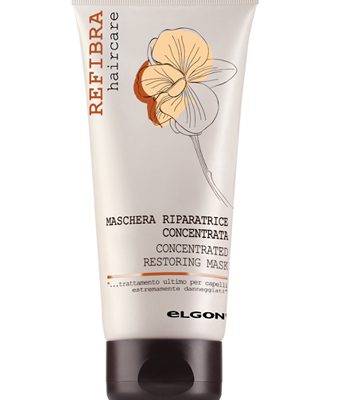 REFIBRA
haircare
MASCHERA RIPARATRICE
CONCENTRATA
CONCENTRATED
RESTORING MASK
"...trattamento ultimo per capelli
estremamente danneggiati"
eLGON